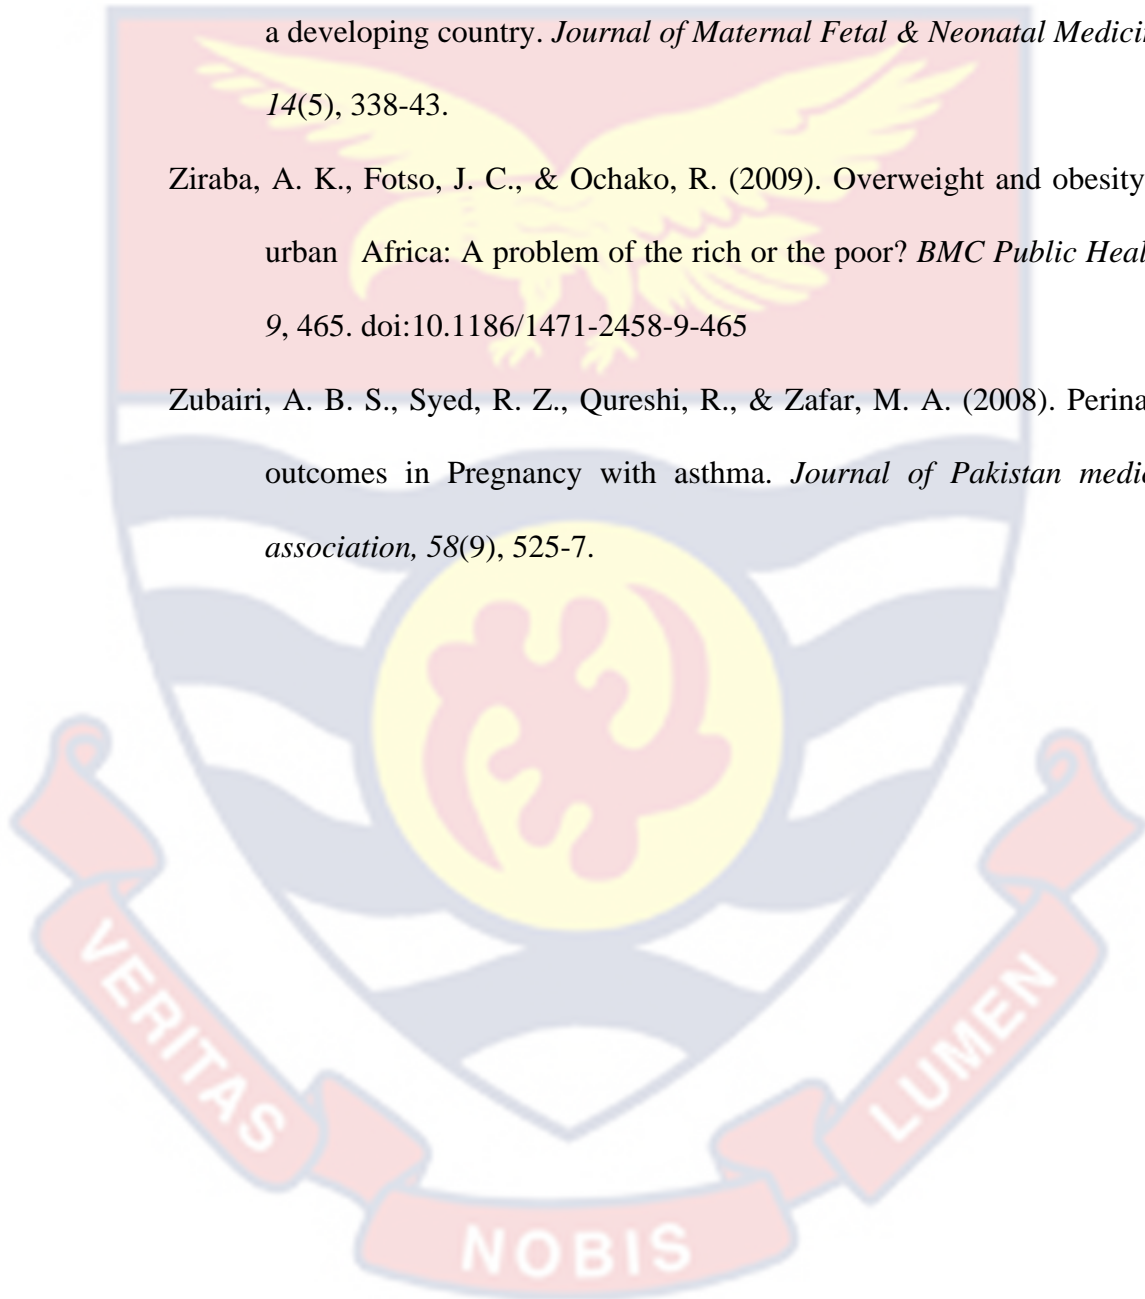 a developing country. Journal of Maternal Fetal & Neonatal Medici
14(5), 338-43.
Ziraba, A. K., Fotso, J. C., & Ochako, R. (2009). Overweight and obesity
urban Africa: A problem of the rich or the poor? BMC Public Heal
9, 465. doi:10.1186/1471-2458-9-465
Zubairi, A. B. S., Syed, R. Z., Qureshi, R., & Zafar, M. A. (2008). Perina
outcomes in Pregnancy with asthma. Journal of Pakistan medic
association, 58(9), 525-7.
VERITAS
NOBIS
LUMEN